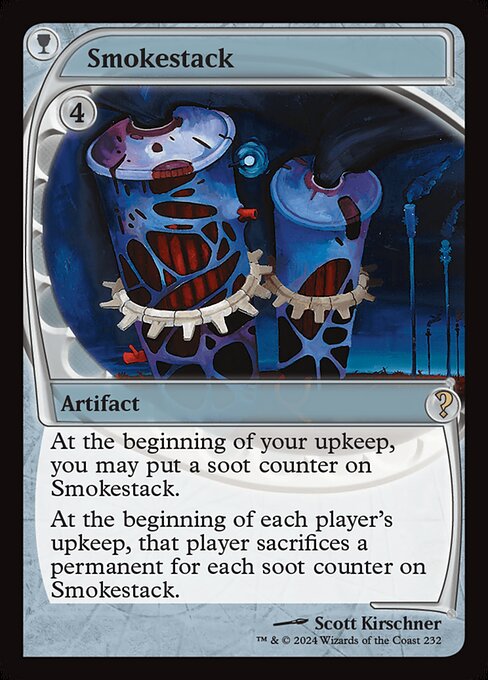 Smokestack
4
Artifact
?
At the beginning of your upkeep,
you may put a soot counter on
Smokestack.
At the beginning of each player's
upkeep, that player sacrifices a
permanent for each soot counter on
Smokestack.
Scott Kirschner
™ & © 2024 Wizards of the Coast 232